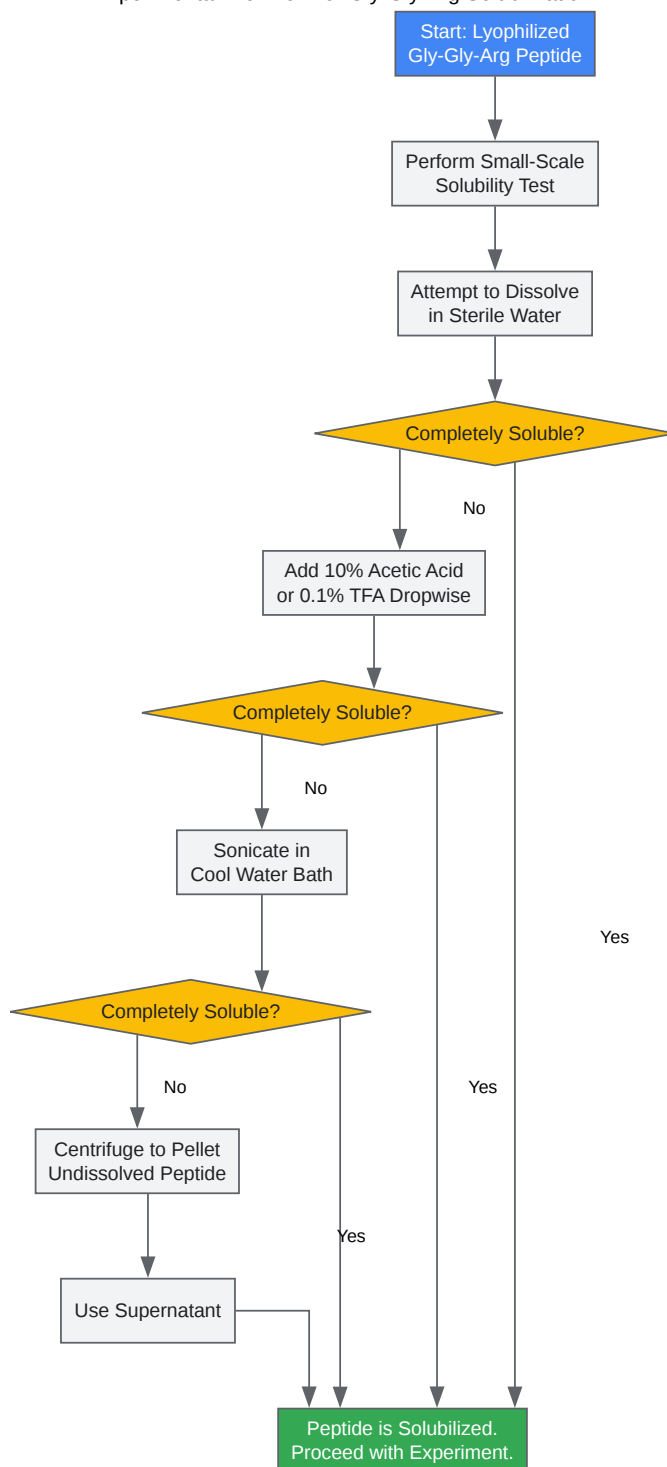 Start: Lyophilized
Gly-Gly-Arg Peptide
Perform Small-Scale
Solubility Test
Attempt to Dissolve
in Sterile Water
Completely Soluble?
No
Add 10% Acetic Acid
or 0.1% TFA Dropwise
Completely Soluble?
No
Sonicate in
Cool Water Bath
Yes
Completely Soluble?
No
Yes
Centrifuge to Pellet
Undissolved Peptide
Yes
Use Supernatant
Peptide is Solubilized.
Proceed with Experiment.